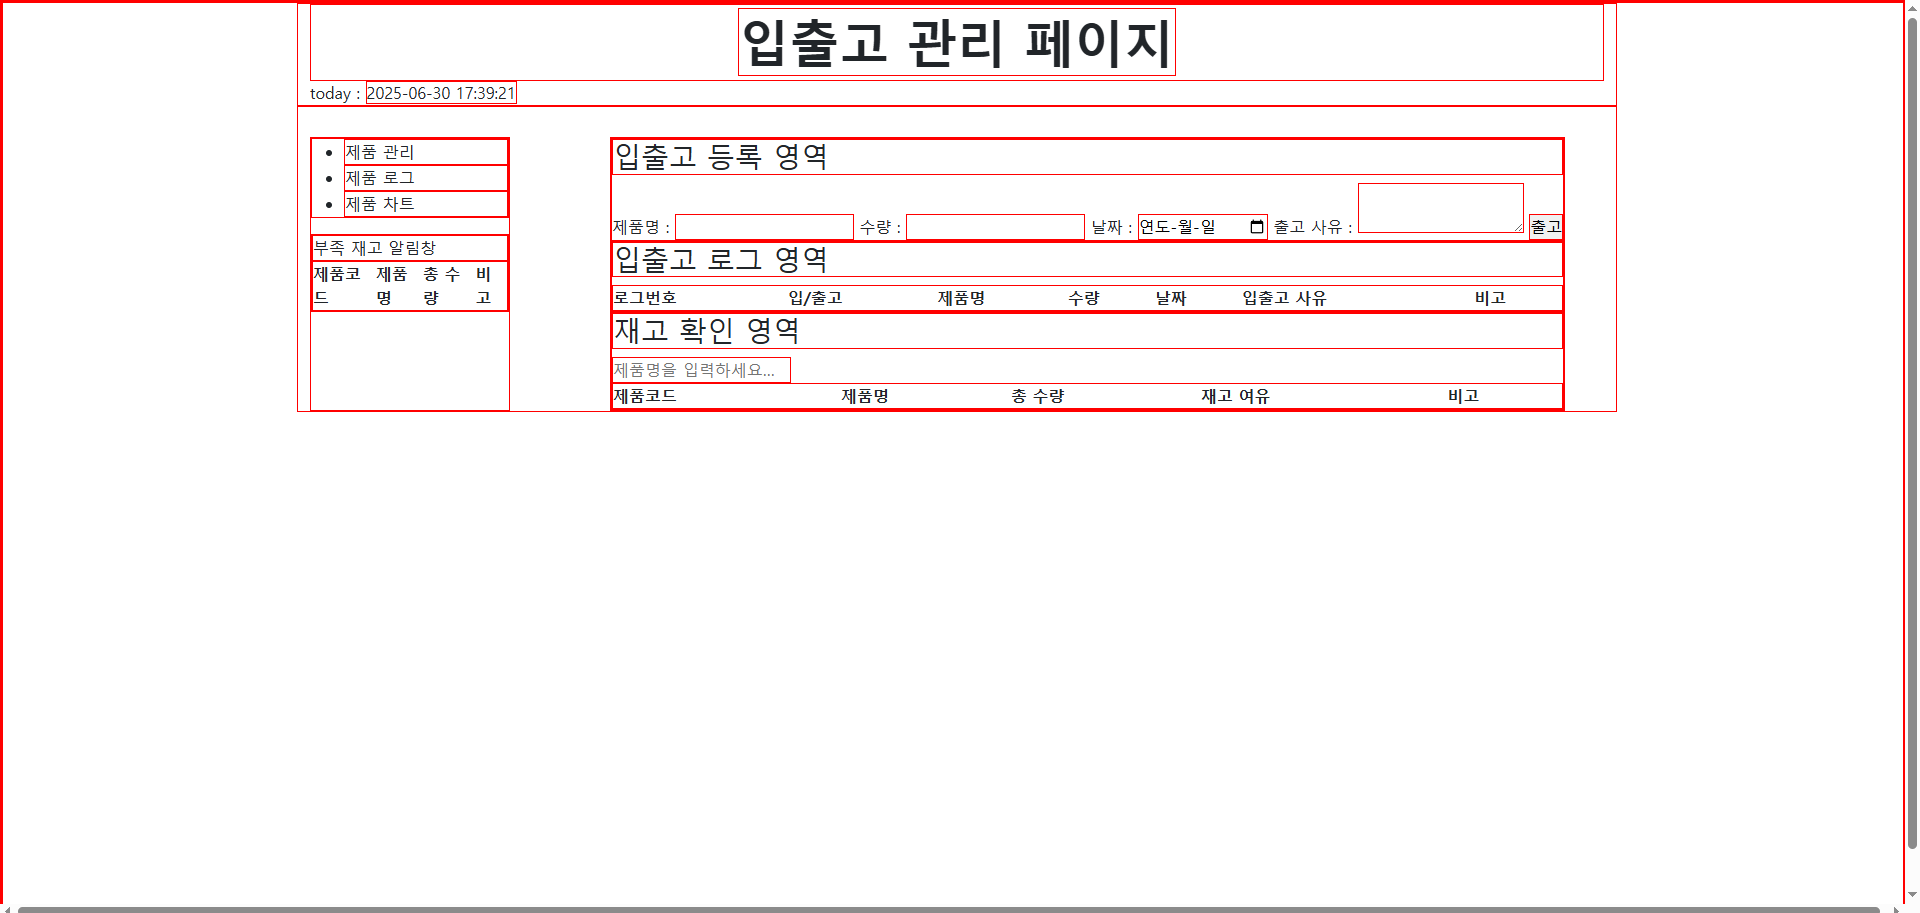 입출고 관리 페이지
today : 2025-06-30 17:39:21
제품 관리
제품 로그
제품 차트
부족 재고 알림창
제품코드 제품명 총 수량 비고
입출고 등록 영역
제품명 : 수량 : 날짜 : 연도-월-일 출고 사유 : 출고
입출고 로그 영역
로그번호 입/출고 제품명 수량 날짜 입출고 사유 비고
재고 확인 영역
제품명을 입력하세요...
제품코드 제품명 총 수량 재고 여유 비고